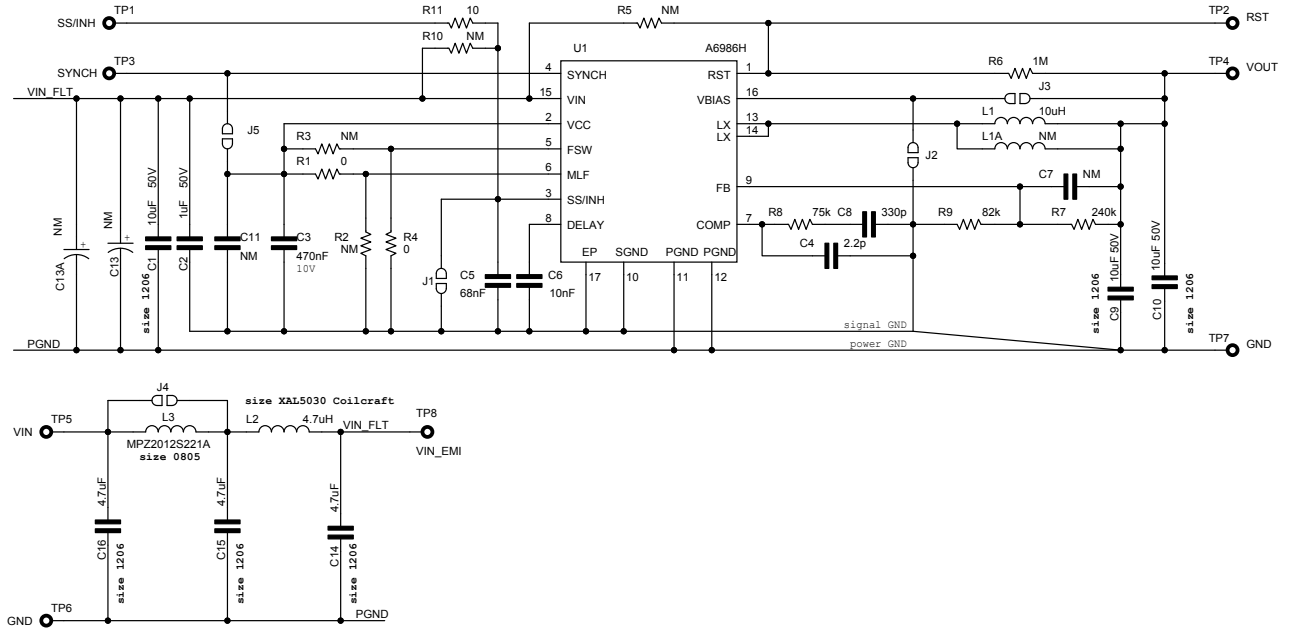 TP1
SS/INH
R11 10
R10 NM
R5 NM
TP2
RST
TP3
SYNCH
U1 A6986H
4 SYNCH
RST 1
R6 1M
TP4
VOUT
VIN_FLT
15 VIN
VBIAS 16
J3
2 VCC
LX 13
LX 14
L1 10uH
L1A NM
J5
R3 NM
5 FSW
R1 0
6 MLF
J2
3 SS/INH
FB 9
C7 NM
8 DELAY
COMP 7
R8 75k
C8 330p
R9 82k
R7 240k
C4 2.2p
EP
SGND
PGND
PGND
17
10
11
12
NM
C13A
NM
C13
10uF 50V
C1
size 1206
1uF 50V
C2
C11
NM
C3
470nF
10V
R2
NM
R4
0
J1
C5
68nF
C6
10nF
10uF 50V
C9
size 1206
10uF 50V
C10
size 1206
signal GND
PGND
power GND
TP7
GND
J4
size XAL5030 Coilcraft
TP5
VIN
L3
MPZ2012S221A
size 0805
L2
4.7uH
VIN_FLT
TP8
VIN_EMI
4.7uF
C16
size 1206
4.7uF
C15
size 1206
4.7uF
C14
size 1206
TP6
GND
PGND